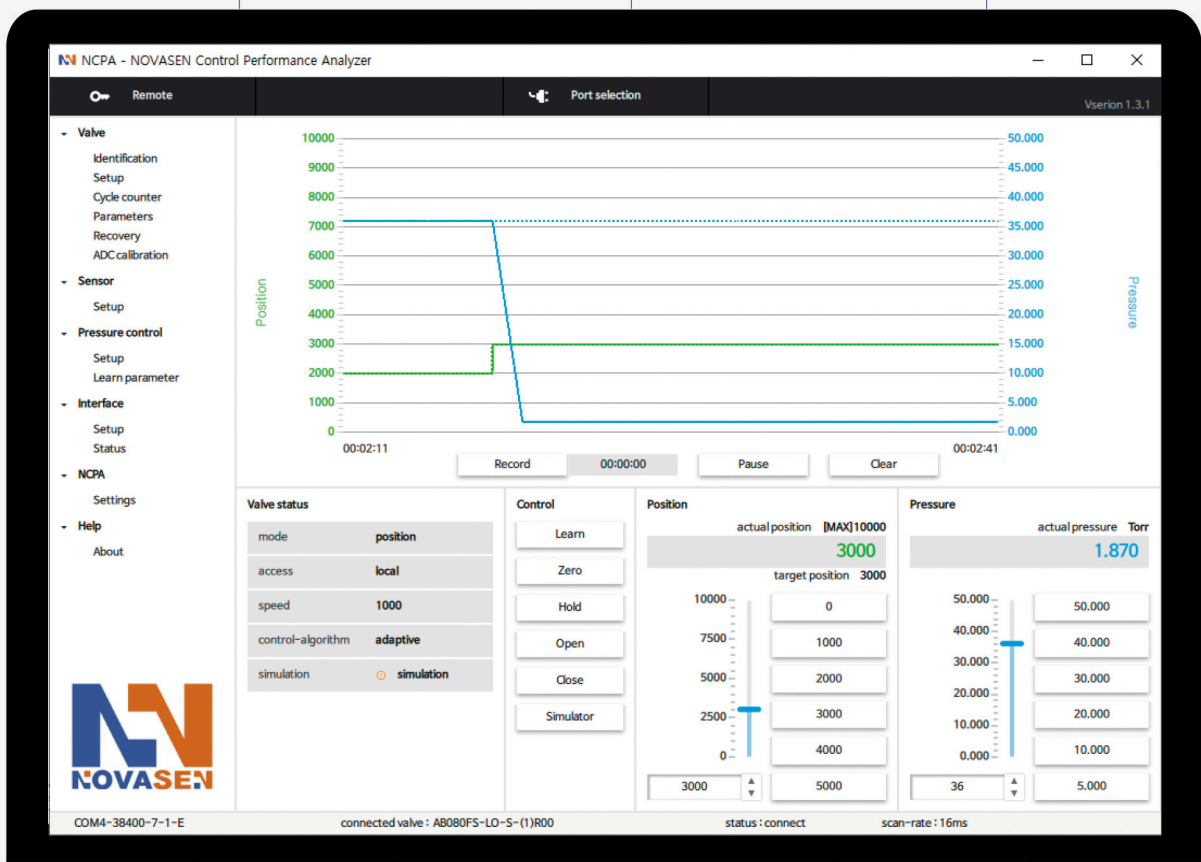 NCPA - NOVASEN Control Performance Analyzer
Remote
Port selection
Vserion 1.3.1
Valve
Identification
Setup
Cycle counter
Parameters
Recovery
ADC calibration
Sensor
Setup
Pressure control
Setup
Learn parameter
Interface
Setup
Status
NCPA
Settings
Help
About
NOVASEN
Position
10000
9000
8000
7000
6000
5000
4000
3000
2000
1000
0
50.000
45.000
40.000
35.000
30.000
25.000
20.000
15.000
10.000
5.000
0.000
Pressure
00:02:11
00:02:41
Record
00:00:00
Pause
Clear
Valve status
mode position
access local
speed 1000
control-algorithm adaptive
simulation simulation
Control
Learn
Zero
Hold
Open
Close
Simulator
Position
actual position [MAX]10000
3000
target position 3000
10000
7500
5000
2500
0
3000
0
1000
2000
3000
4000
5000
Pressure
actual pressure Torr
1.870
50.000
40.000
30.000
20.000
10.000
0.000
36
50.000
40.000
30.000
20.000
10.000
5.000
COM4-38400-7-1-E
connected valve : AB080FS-LO-S-(1)R00
status : connect
scan-rate : 16ms